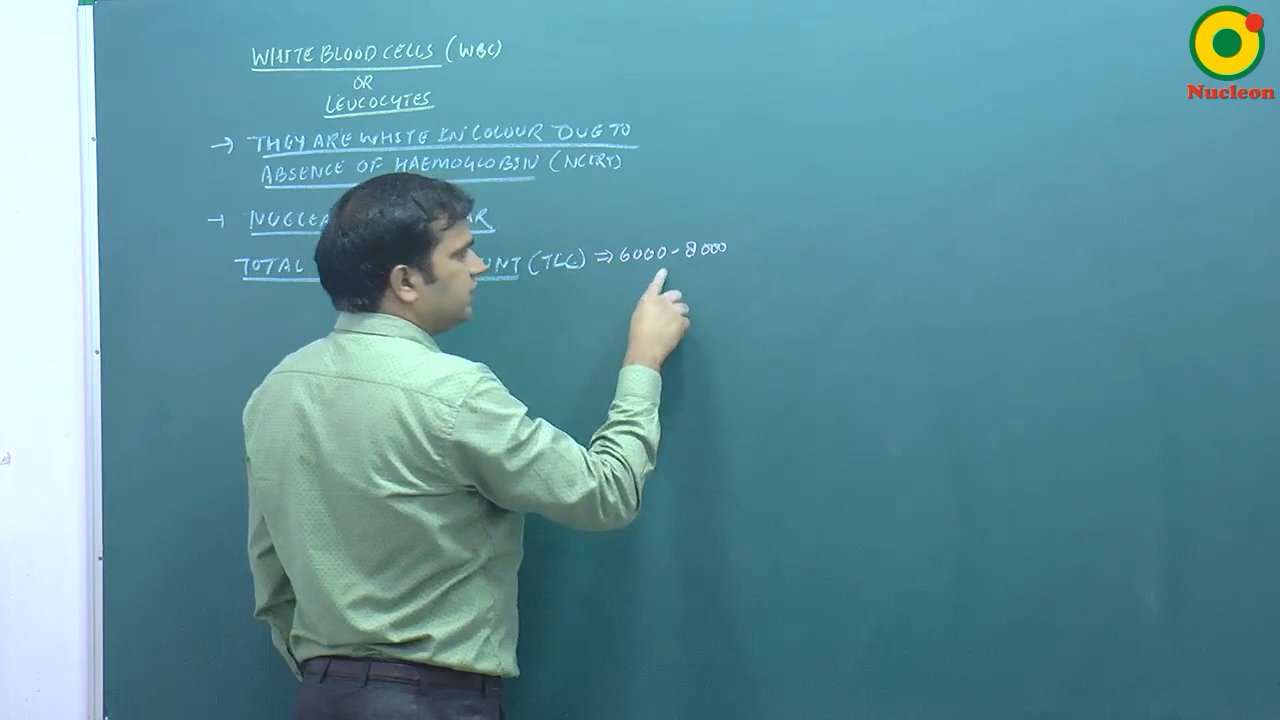 WHITE BLOOD CELLS (WBC)
OR
LEUCOCYTES
→ THEY ARE WHITE IN COLOUR DUE TO
ABSENCE OF HAEMOGLOBIN (NCERT)
→
TOTAL (TLC) ⇒ 6000-8000
Nucleon